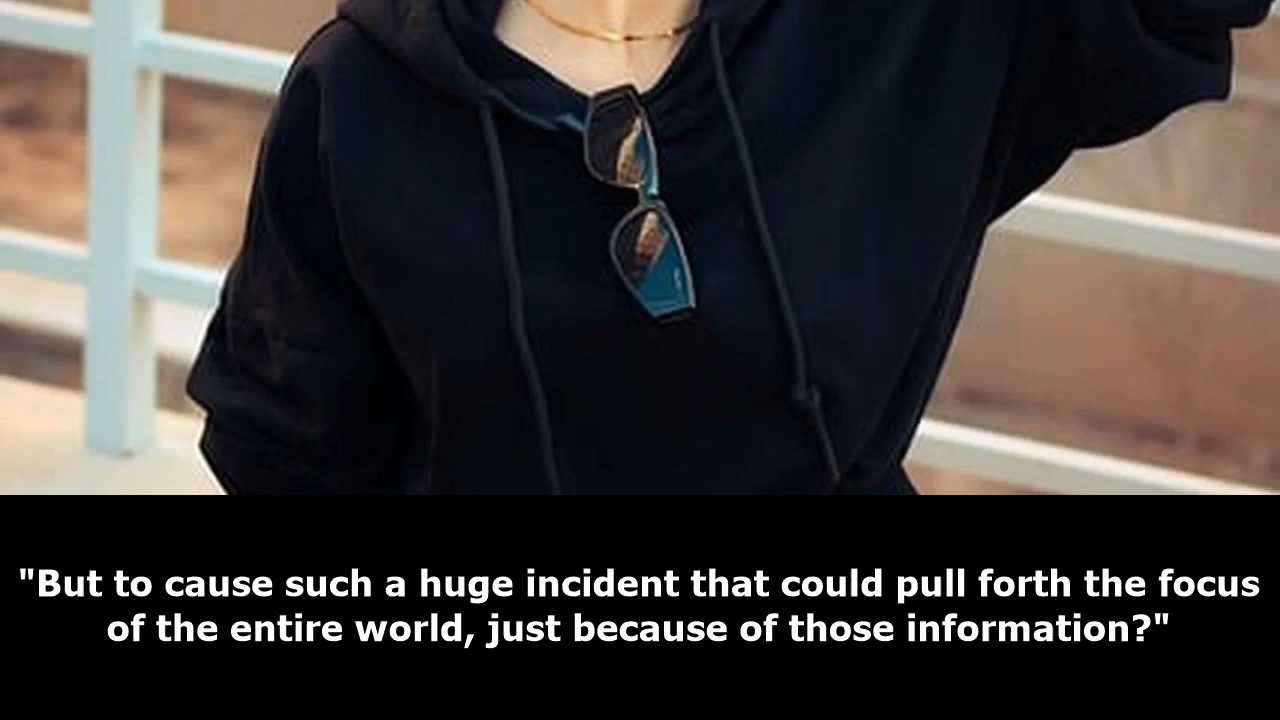 "But to cause such a huge incident that could pull forth the focus
of the entire world, just because of those information?"